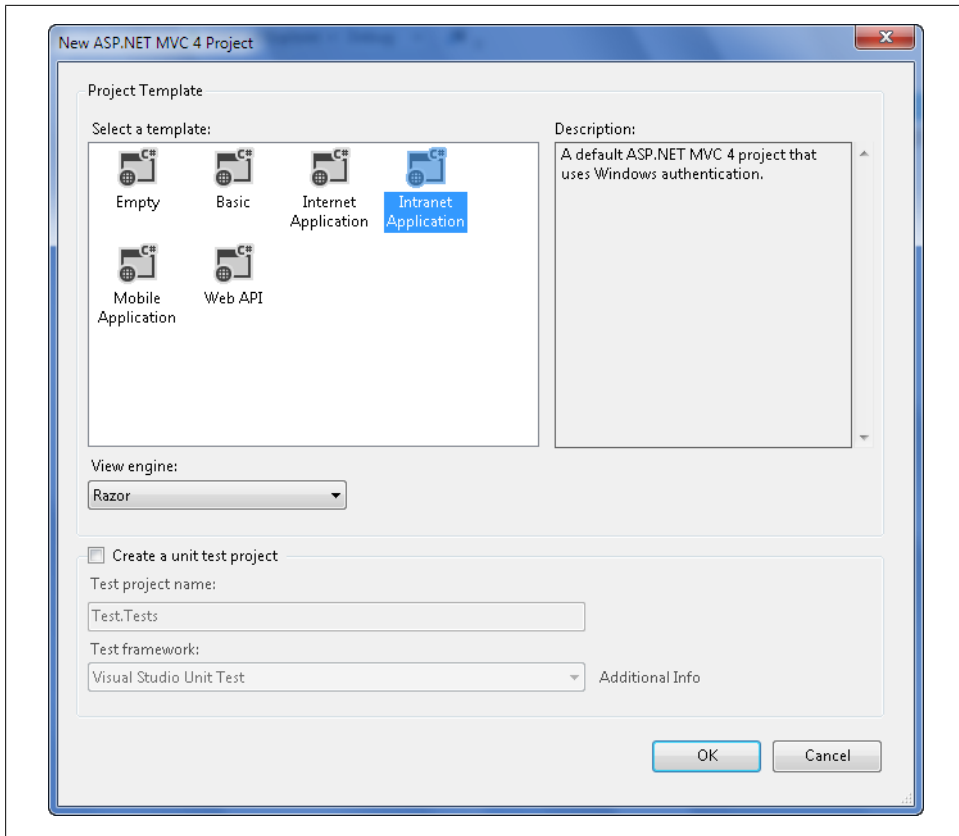 New ASP.NET MVC 4 Project
Project Template
Select a template:
C# C# C# C#
Empty Basic Internet Application Intranet Application
C# C#
Mobile Application Web API
Description:
A default ASP.NET MVC 4 project that
uses Windows authentication.
View engine:
Razor
Create a unit test project
Test project name:
Test.Tests
Test framework:
Visual Studio Unit Test Additional Info
OK Cancel